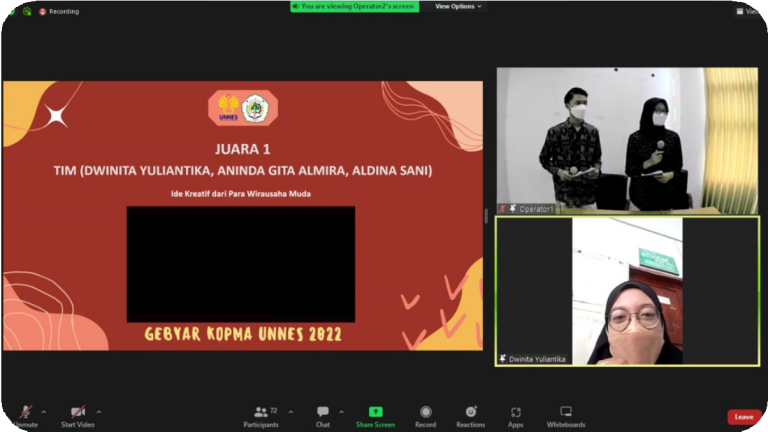 Recording
You are viewing Operator2's screen
View Options
UNNES
JUARA 1
TIM (DWINITA YULIANTIKA, ANINDA GITA ALMIRA, ALDINA SANI)
Ide Kreatif dari Para Wirausaha Muda
GEBYAR KOPMA UNNES 2022
Operator1
Dwinita Yuliantika
Unmute
Start Video
Participants
72
Chat
Share Screen
Record
Reactions
Apps
Whiteboards
Leave